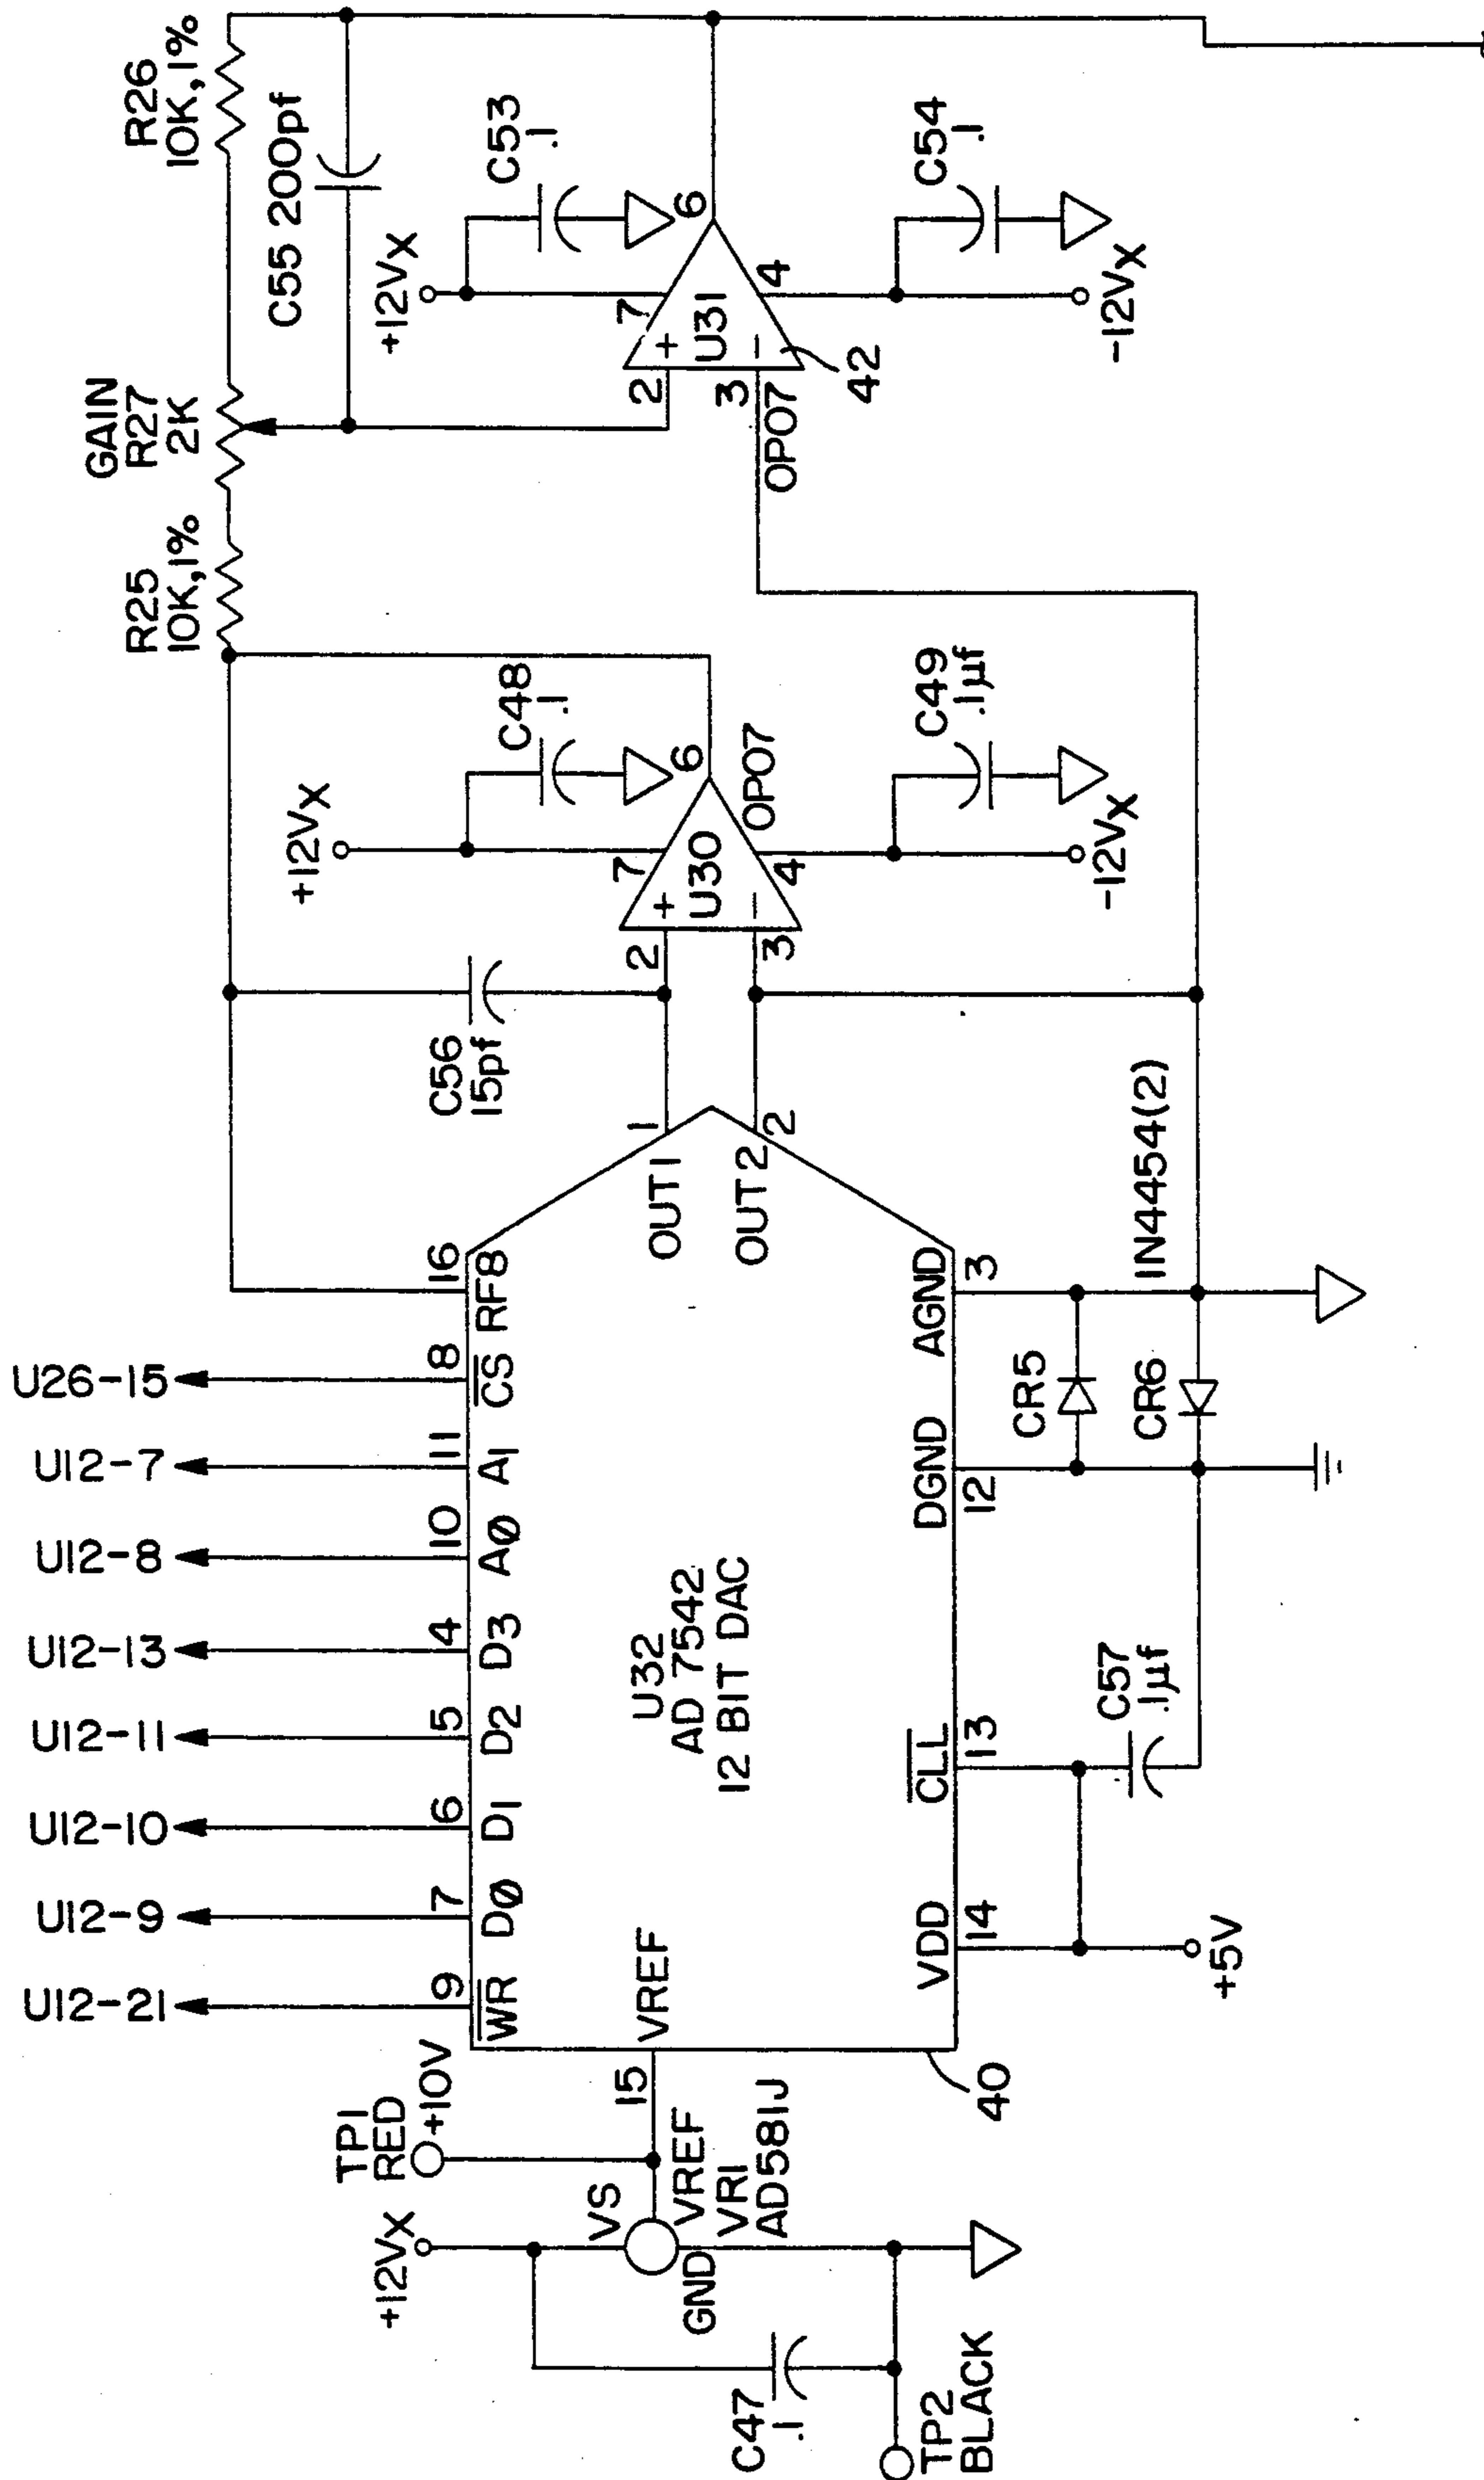 U12-21
U12-9
U12-10
U12-11
U12-13
U12-8
U12-7
U26-15
9
7
6
5
4
10
11
8
16
WR
D0
D1
D2
D3
A0
A1
CS
RF8
TP1
RED
+10V
+12VX
VS
VREF
VR1
AD581J
GND
C47
.1
TP2
BLACK
15
VREF
40
U32
AD 7542
12 BIT DAC
OUT1
OUT2
1
2
VDD
14
CLL
13
DGND
12
AGND
3
+5V
C57
.1μf
CR5
CR6
1N4454(2)
C56
15pf
2
+
3
−
U30
7
4
6
OP07
+12VX
C48
.1
C49
.1μf
−12VX
R25
10K,1%
GAIN
R27
2K
R26
10K,1%
C55 200pf
2
+
3
−
U31
OP07
7
4
6
42
+12VX
C53
.1
C54
.1
−12VX